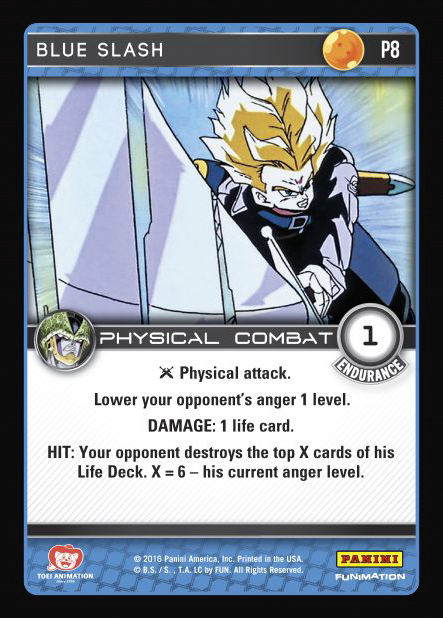 BLUE SLASH P8
PHYSICAL COMBAT 1
ENDURANCE
Physical attack.
Lower your opponent's anger 1 level.
DAMAGE: 1 life card.
HIT: Your opponent destroys the top X cards of his
Life Deck. X = 6 – his current anger level.
TOEI ANIMATION
© 2016 Panini America, Inc. Printed in the USA.
© B.S. / S. , T.A. LC by FUN. All Rights Reserved.
PANINI
FUNIMATION